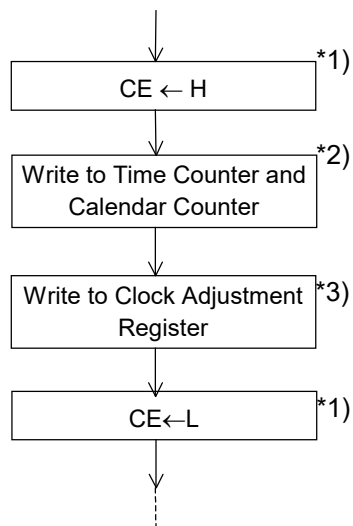 *1)
CE ← H
*2)
Write to Time Counter and
Calendar Counter
*3)
Write to Clock Adjustment
Register
*1)
CE←L